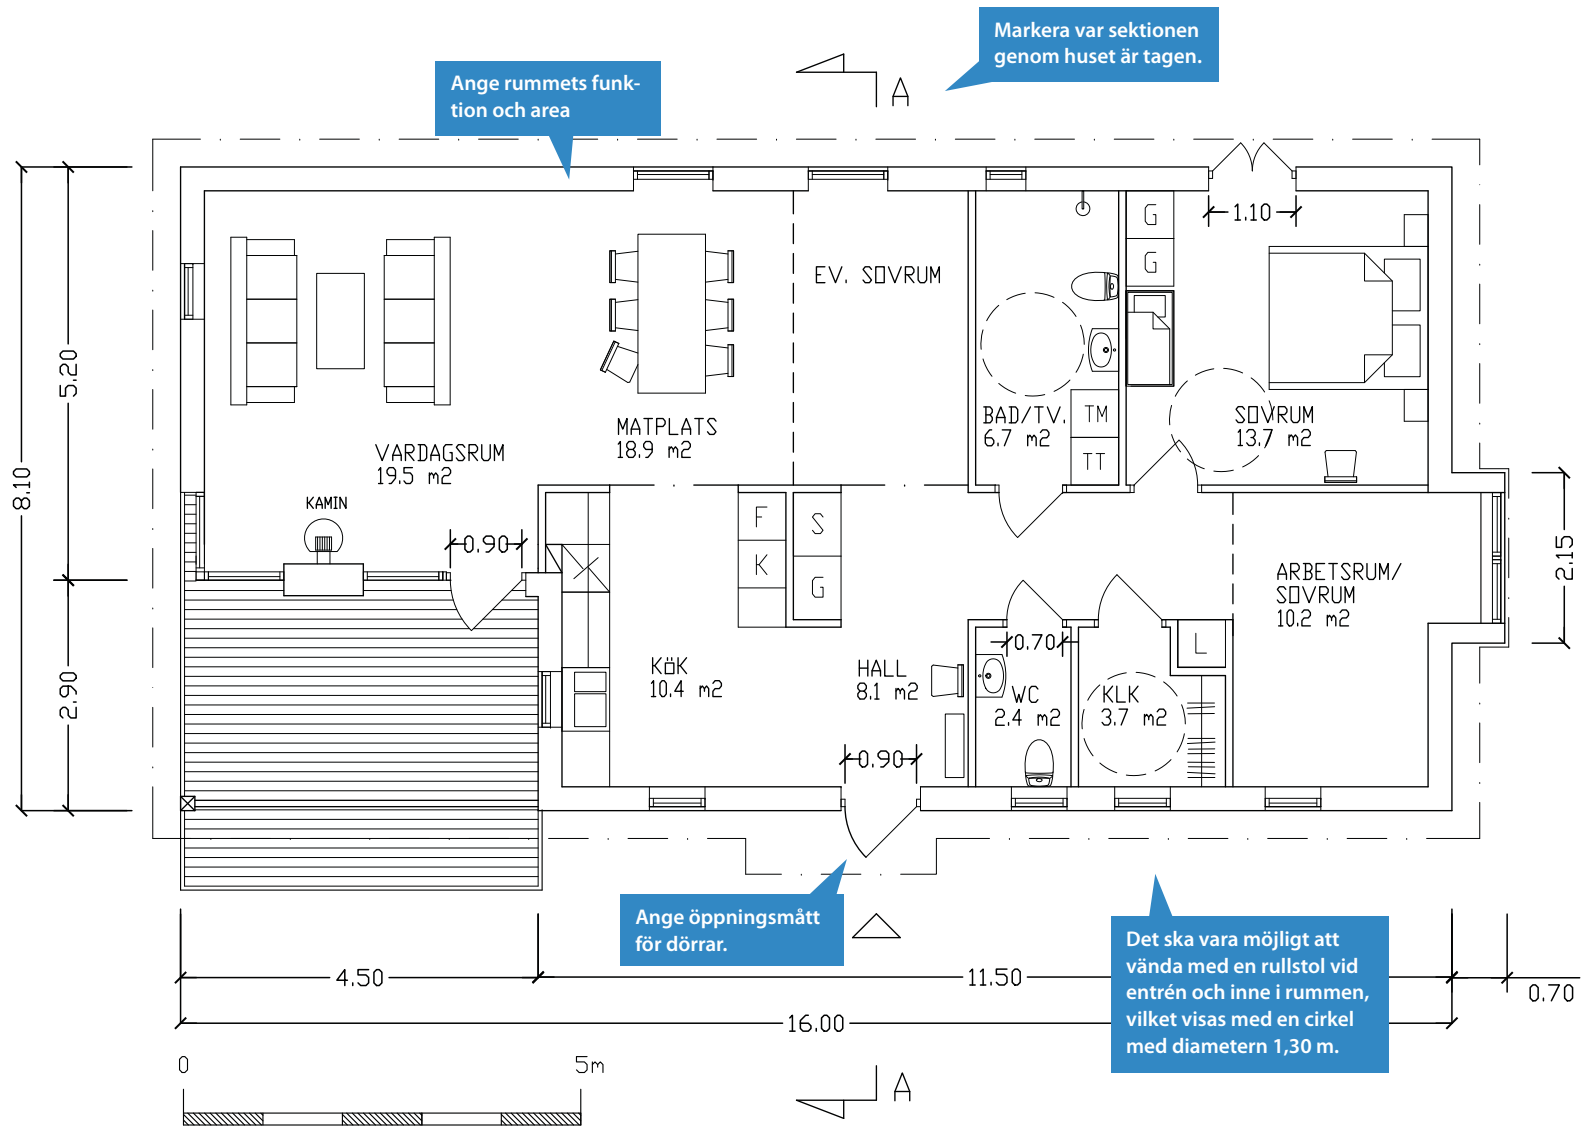 Markera var sektionen
genom huset är tagen.
Ange rummets funk-
tion och area
A
1.10
G
G
EV. SOVRUM
5.20
8.10
MATPLATS
18.9 m2
VARDAGSRUM
19.5 m2
BAD/TV.
6.7 m2
TM
TT
SOVRUM
13.7 m2
KAMIN
0.90
F
K
S
G
ARBETSRUM/
SOVRUM
10.2 m2
2.15
2.90
KÖK
10.4 m2
HALL
8.1 m2
0.70
WC
2.4 m2
KLK
3.7 m2
L
0.90
Ange öppningsmått
för dörrar.
Det ska vara möjligt att
vända med en rullstol vid
entrén och inne i rummen,
vilket visas med en cirkel
med diametern 1,30 m.
4.50
11.50
0.70
16.00
0
5m
A